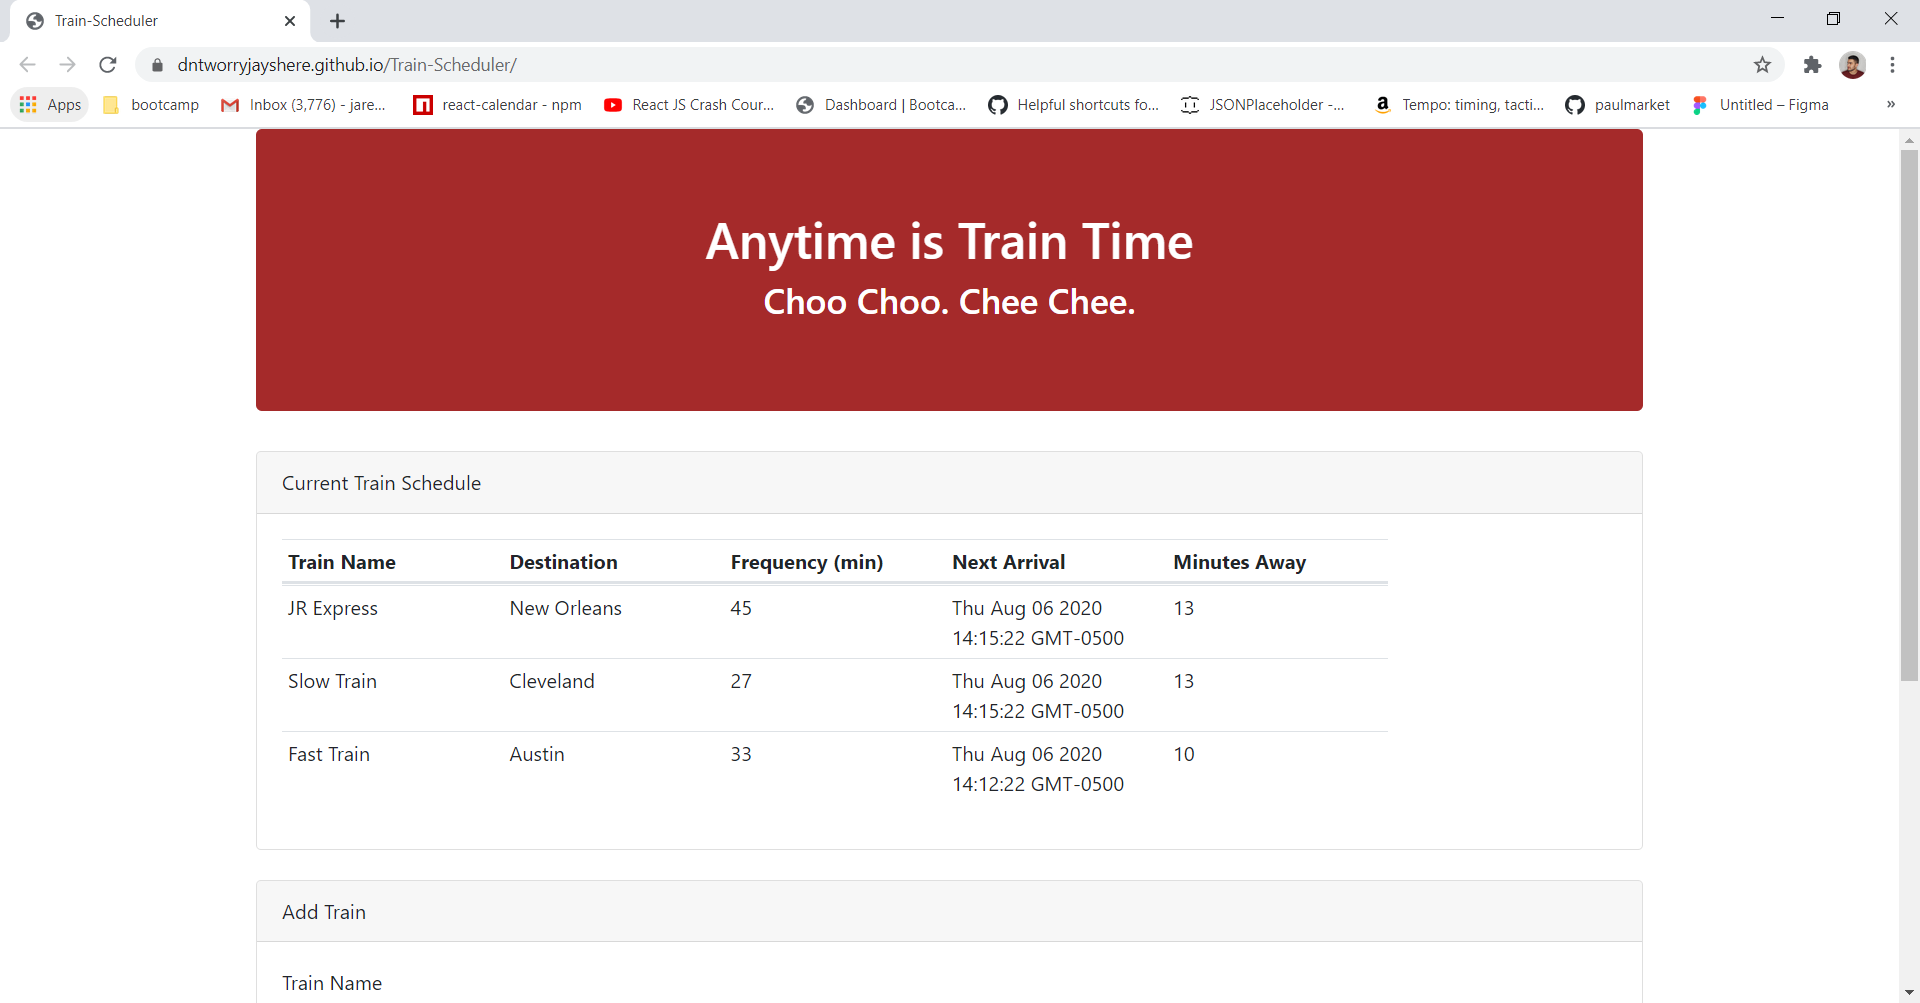 Train-Scheduler
dntworryjayshere.github.io/Train-Scheduler/
Apps bootcamp Inbox (3,776) - jare... react-calendar - npm React JS Crash Cour... Dashboard | Bootca... Helpful shortcuts fo... JSONPlaceholder -... Tempo: timing, tacti... paulmarket Untitled – Figma »
Anytime is Train Time
Choo Choo. Chee Chee.
Current Train Schedule
Train Name Destination Frequency (min) Next Arrival Minutes Away
JR Express New Orleans 45 Thu Aug 06 2020 13
14:15:22 GMT-0500
Slow Train Cleveland 27 Thu Aug 06 2020 13
14:15:22 GMT-0500
Fast Train Austin 33 Thu Aug 06 2020 10
14:12:22 GMT-0500
Add Train
Train Name